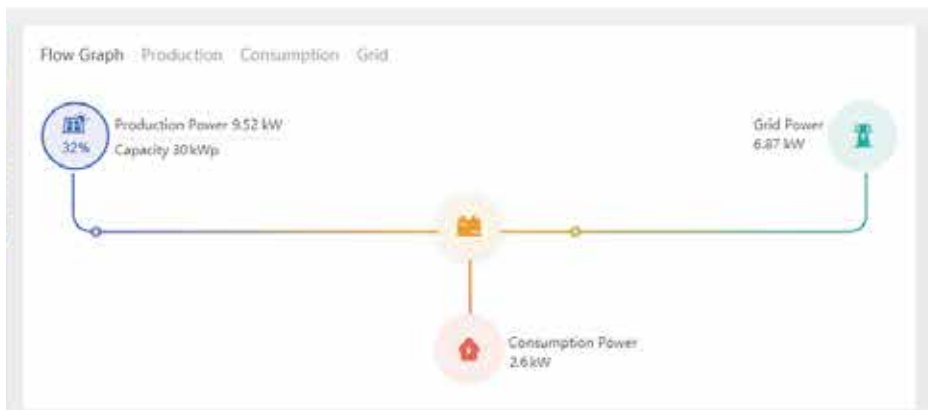 Flow Graph Production Consumption Grid
32%
Production Power 9.52 kW
Capacity 30 kWp
Grid Power
6.87 kW
Consumption Power
2.6 kW